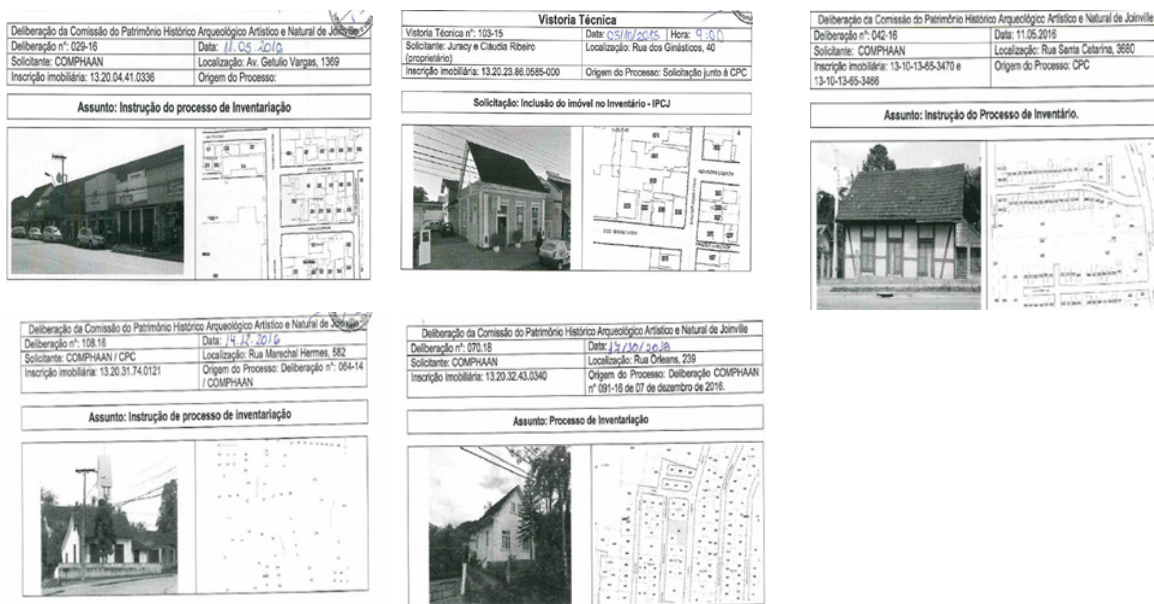 Deliberação da Comissão do Patrimônio Histórico Arqueológico Artístico e Natural de Joinville
Deliberação n°: 029-16
Data: 11.05.2016
Solicitante: COMPHAAN
Localização: Av. Getulio Vargas, 1369
Inscrição imobiliária: 13.20.04.41.0336
Origem do Processo:
Assunto: Instrução do processo de Inventariação
Vistoria Técnica
Vistoria Técnica n°: 103-15
Data: 05/10/2015
Hora: 9:00
Solicitante: Juracy e Cláudia Ribeiro
(proprietário)
Localização: Rua dos Ginásticos, 40
Inscrição imobiliária: 13.20.23.86.0585-000
Origem do Processo: Solicitação junto à CPC
Solicitação: Inclusão do imóvel no Inventário - IPCJ
Deliberação da Comissão do Patrimônio Histórico Arqueológico Artístico e Natural de Joinville
Deliberação n°: 042-16
Data: 11.05.2016
Solicitante: COMPHAAN
Localização: Rua Santa Catarina, 3680
Inscrição imobiliária: 13-10-13-65-3470 e
13-10-13-65-3466
Origem do Processo: CPC
Assunto: Instrução do Processo de Inventário.
Deliberação da Comissão do Patrimônio Histórico Arqueológico Artístico e Natural de Joinville
Deliberação n°: 108.16
Data: 14.12.2016
Solicitante: COMPHAAN / CPC
Localização: Rua Marechal Hermes, 582
Inscrição imobiliária: 13.20.31.74.0121
Origem do Processo: Deliberação n°: 064-14
/ COMPHAAN
Assunto: Instrução de processo de inventariação
Deliberação da Comissão do Patrimônio Histórico Arqueológico Artístico e Natural de Joinville
Deliberação n°: 070.18
Data:
Solicitante: COMPHAAN
Localização: Rua Orleans, 239
Inscrição Imobiliária: 13.20.32.43.0340
Origem do Processo: Deliberação COMPHAAN
n° 091-16 de 07 de dezembro de 2016.
Assunto: Processo de Inventariação